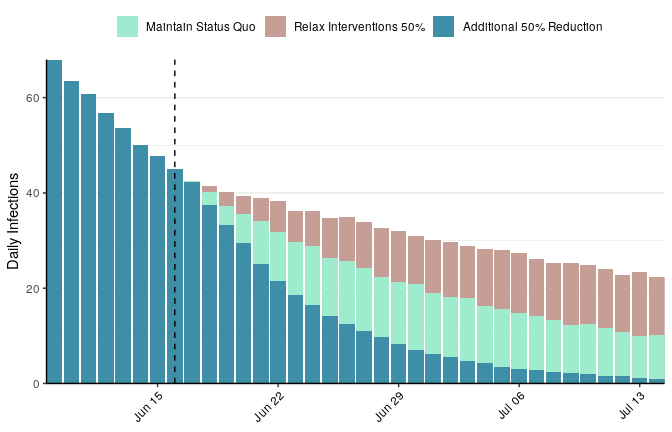 Maintain Status Quo Relax Interventions 50% Additional 50% Reduction
Daily Infections
60
40
20
0
Jun 15 Jun 22 Jun 29 Jul 06 Jul 13